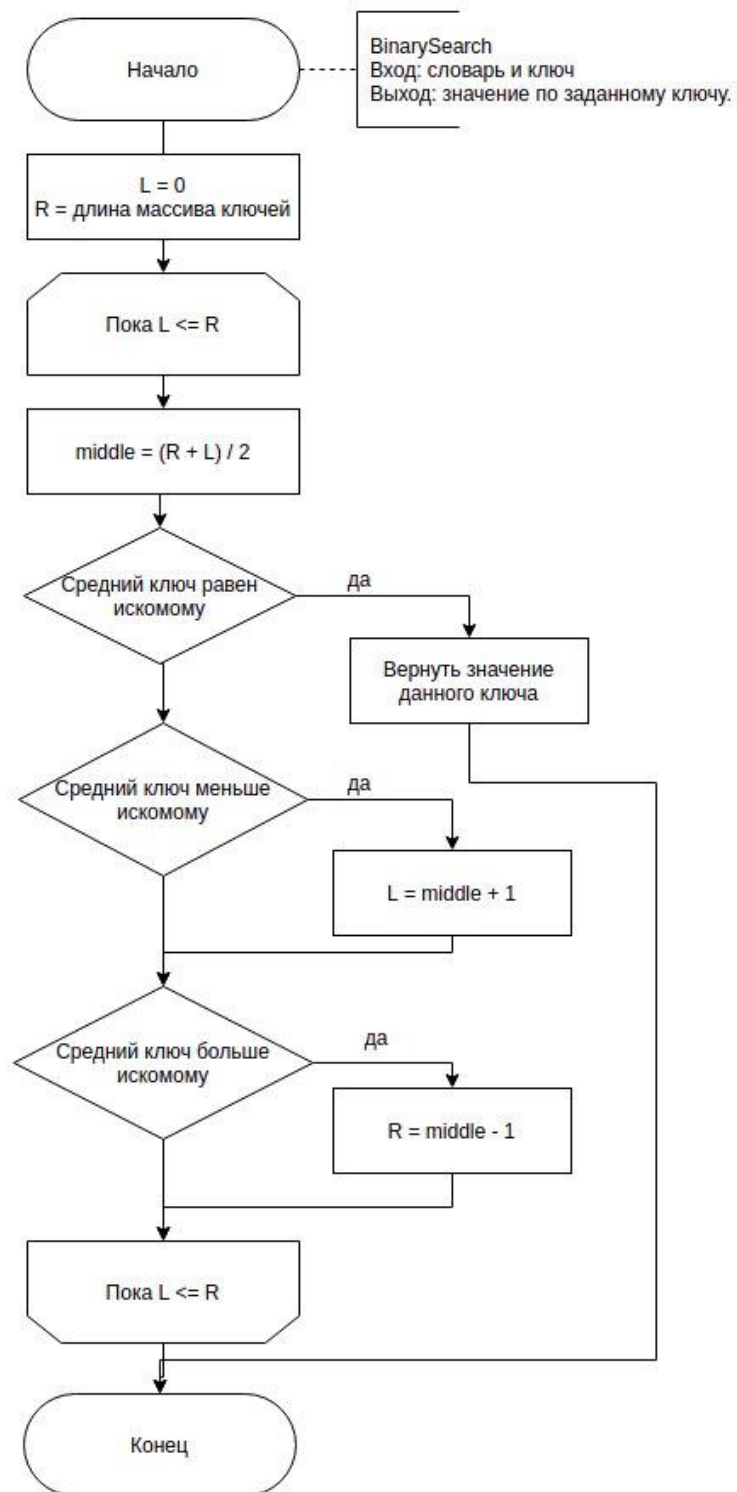 Начало
BinarySearch
Вход: словарь и ключ
Выход: значение по заданному ключу.
L = 0
R = длина массива ключей
Пока L <= R
middle = (R + L) / 2
Средний ключ равен
искомому
да
Вернуть значение
данного ключа
Средний ключ меньше
искомому
да
L = middle + 1
Средний ключ больше
искомому
да
R = middle - 1
Пока L <= R
Конец